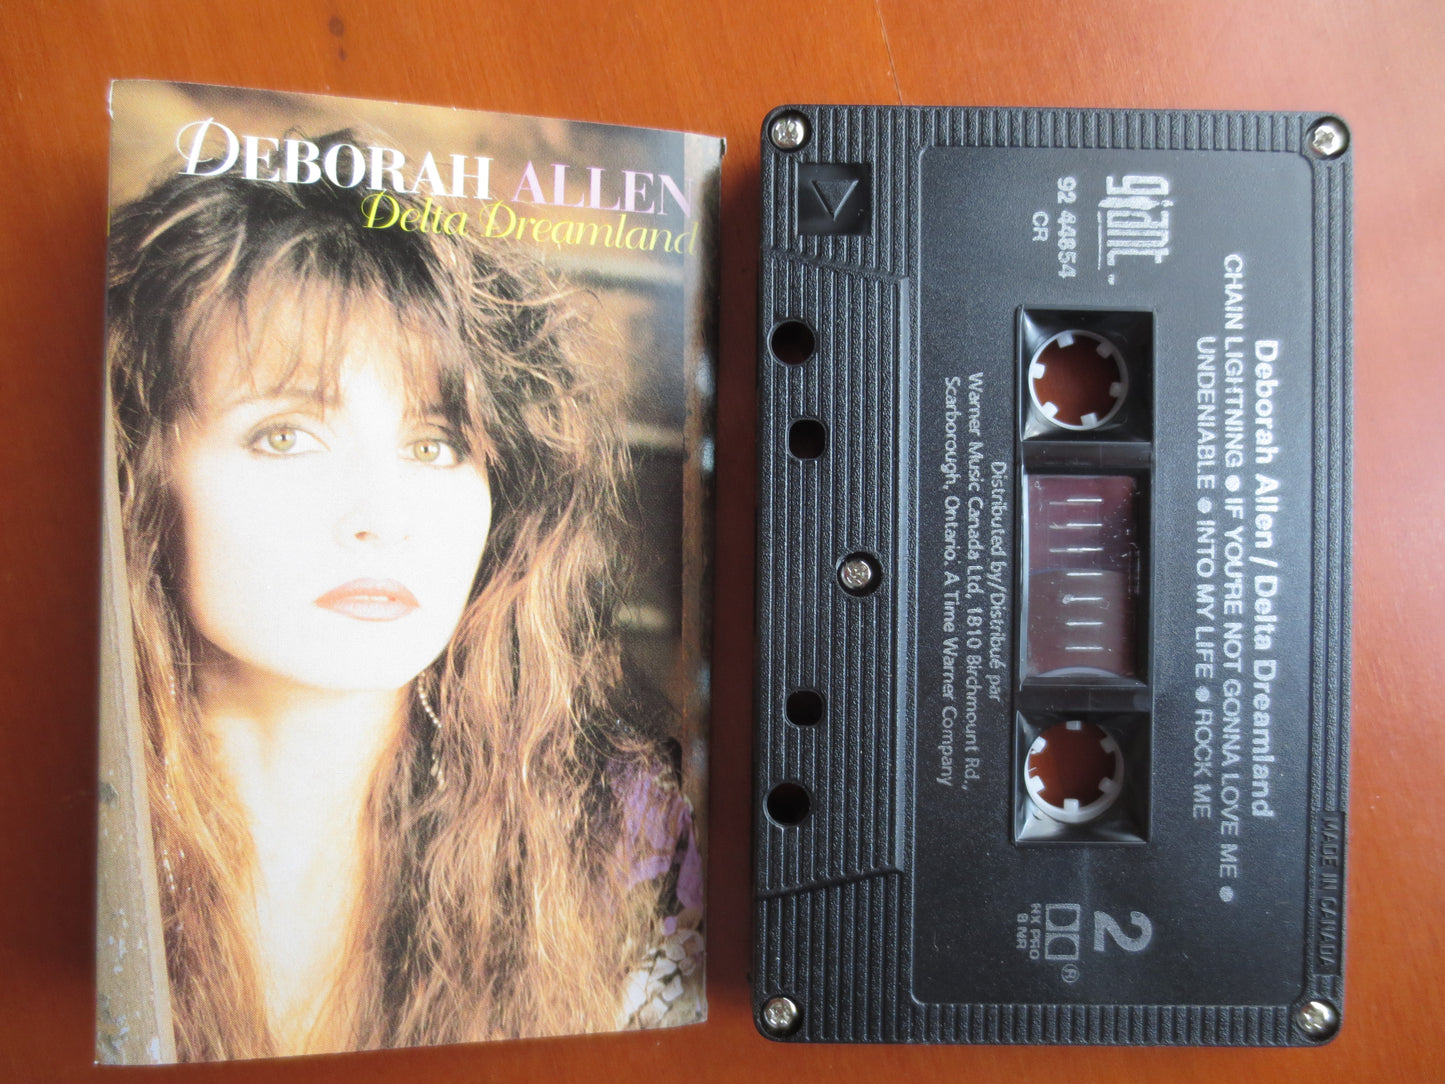 DEBORAH ALLEN
Delta Dreamland
giant™
92 44854
CR
Deborah Allen / Delta Dreamland
CHAIN LIGHTNING ● IF YOU'RE NOT GONNA LOVE ME ●
UNDENIABLE ● INTO MY LIFE ● ROCK ME
Distributed by/Distribué par
Warner Music Canada Ltd, 1810 Birchmount Rd.,
Scarborough, Ontario. A Time Warner Company
2
®
HX PRO
B NR
MADE IN CANADA